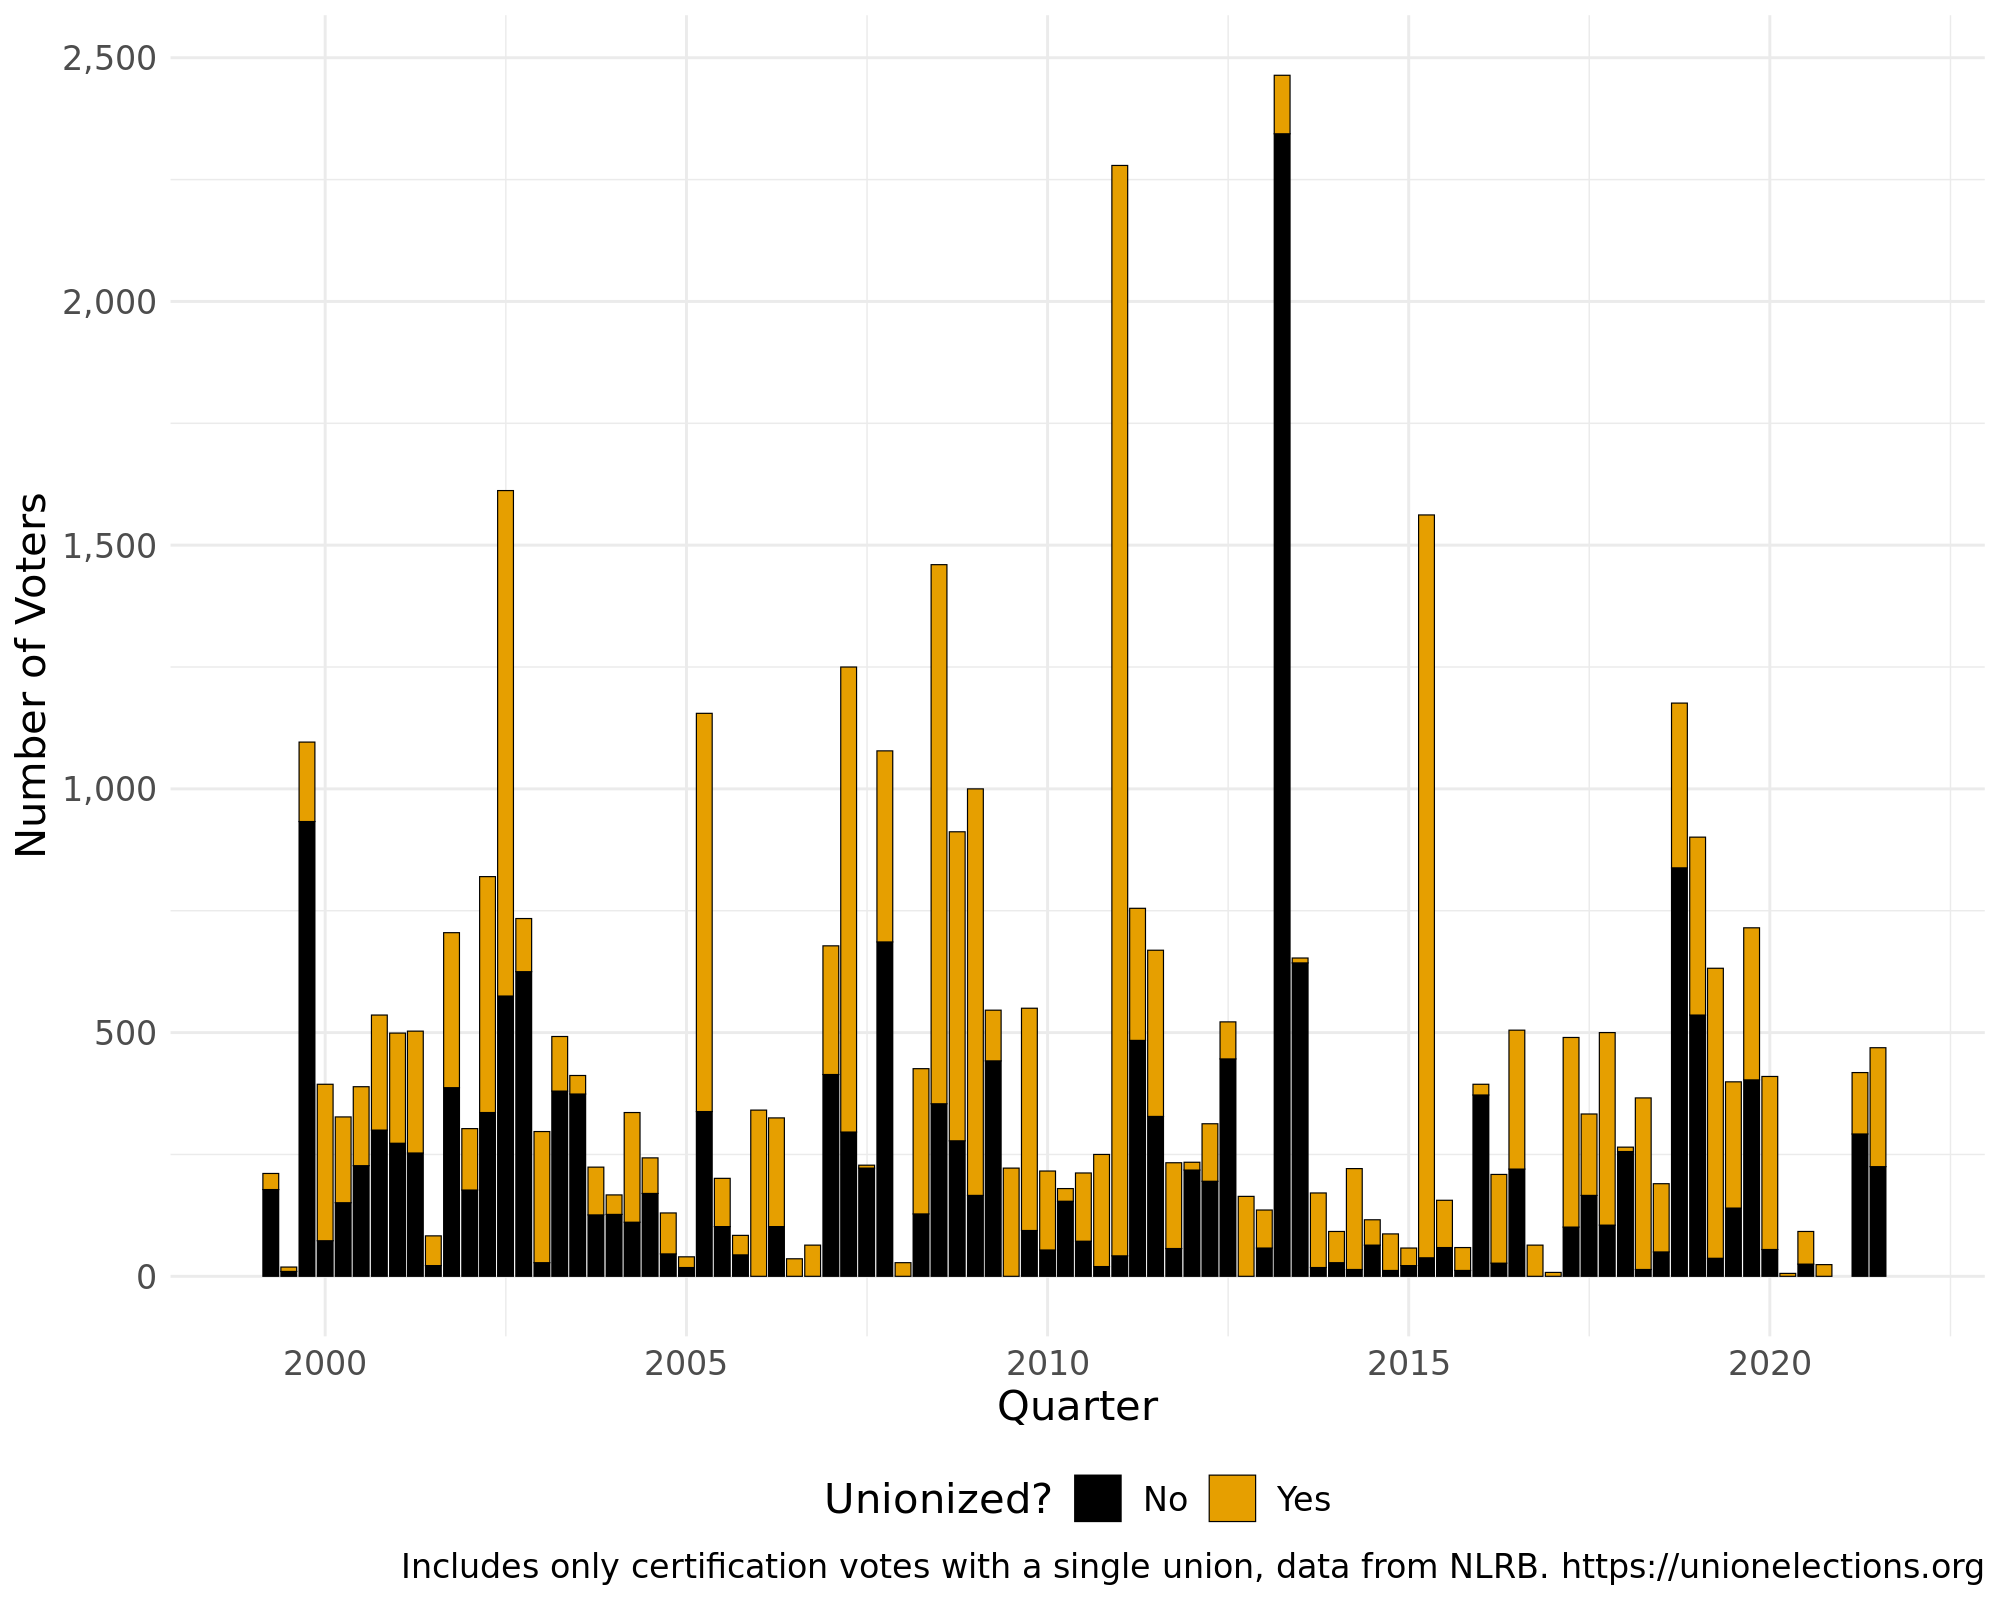 2,500
2,000
1,500
1,000
500
0
Number of Voters
2000 2005 2010 2015 2020
Quarter
Unionized? No Yes
Includes only certification votes with a single union, data from NLRB. https://unionelections.org